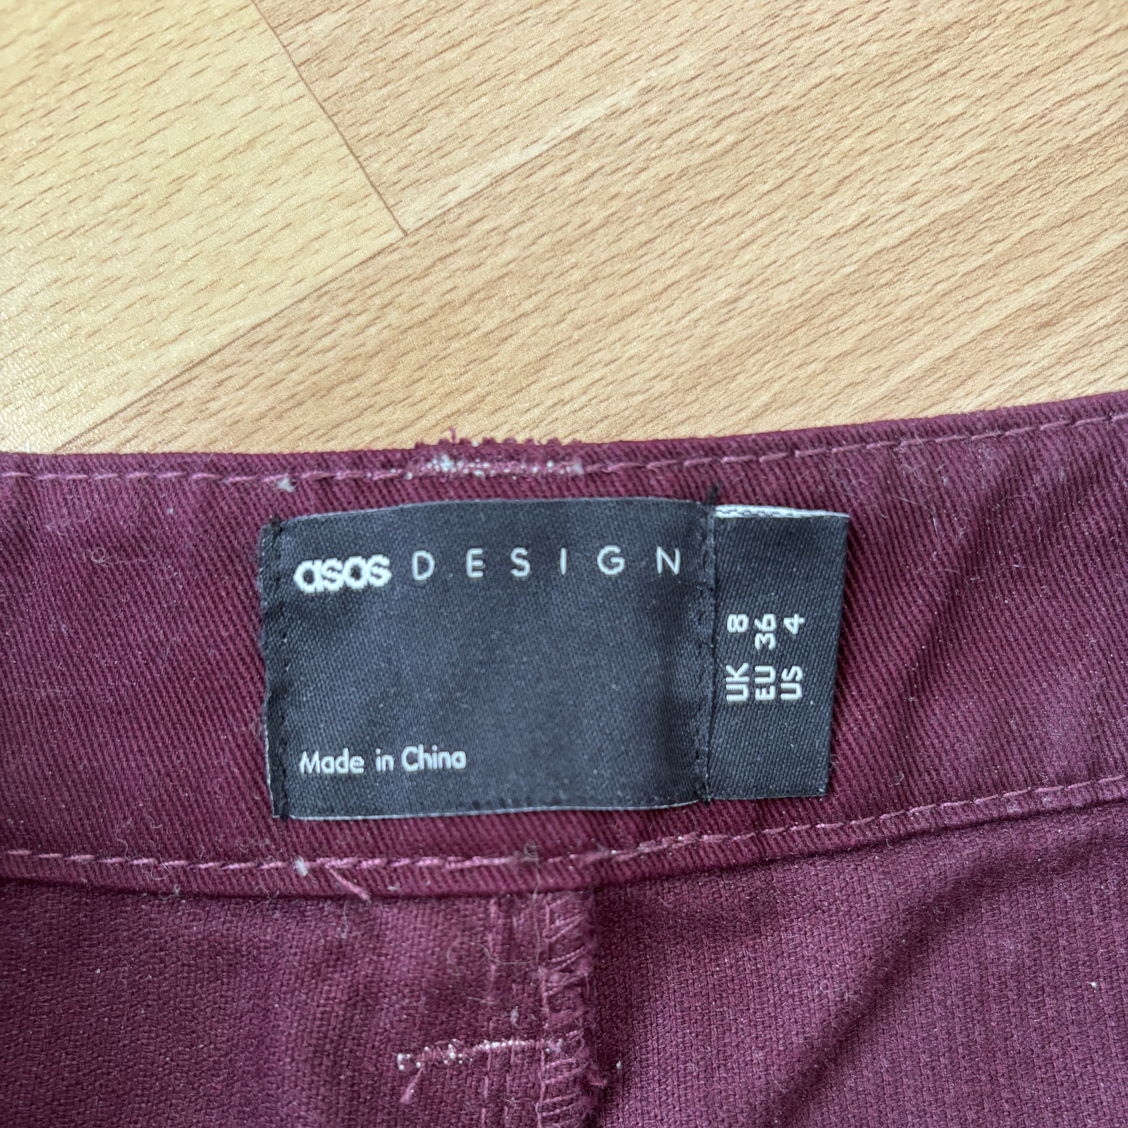 asos DESIGN
Made in China
UK 8
EU 36
US 4